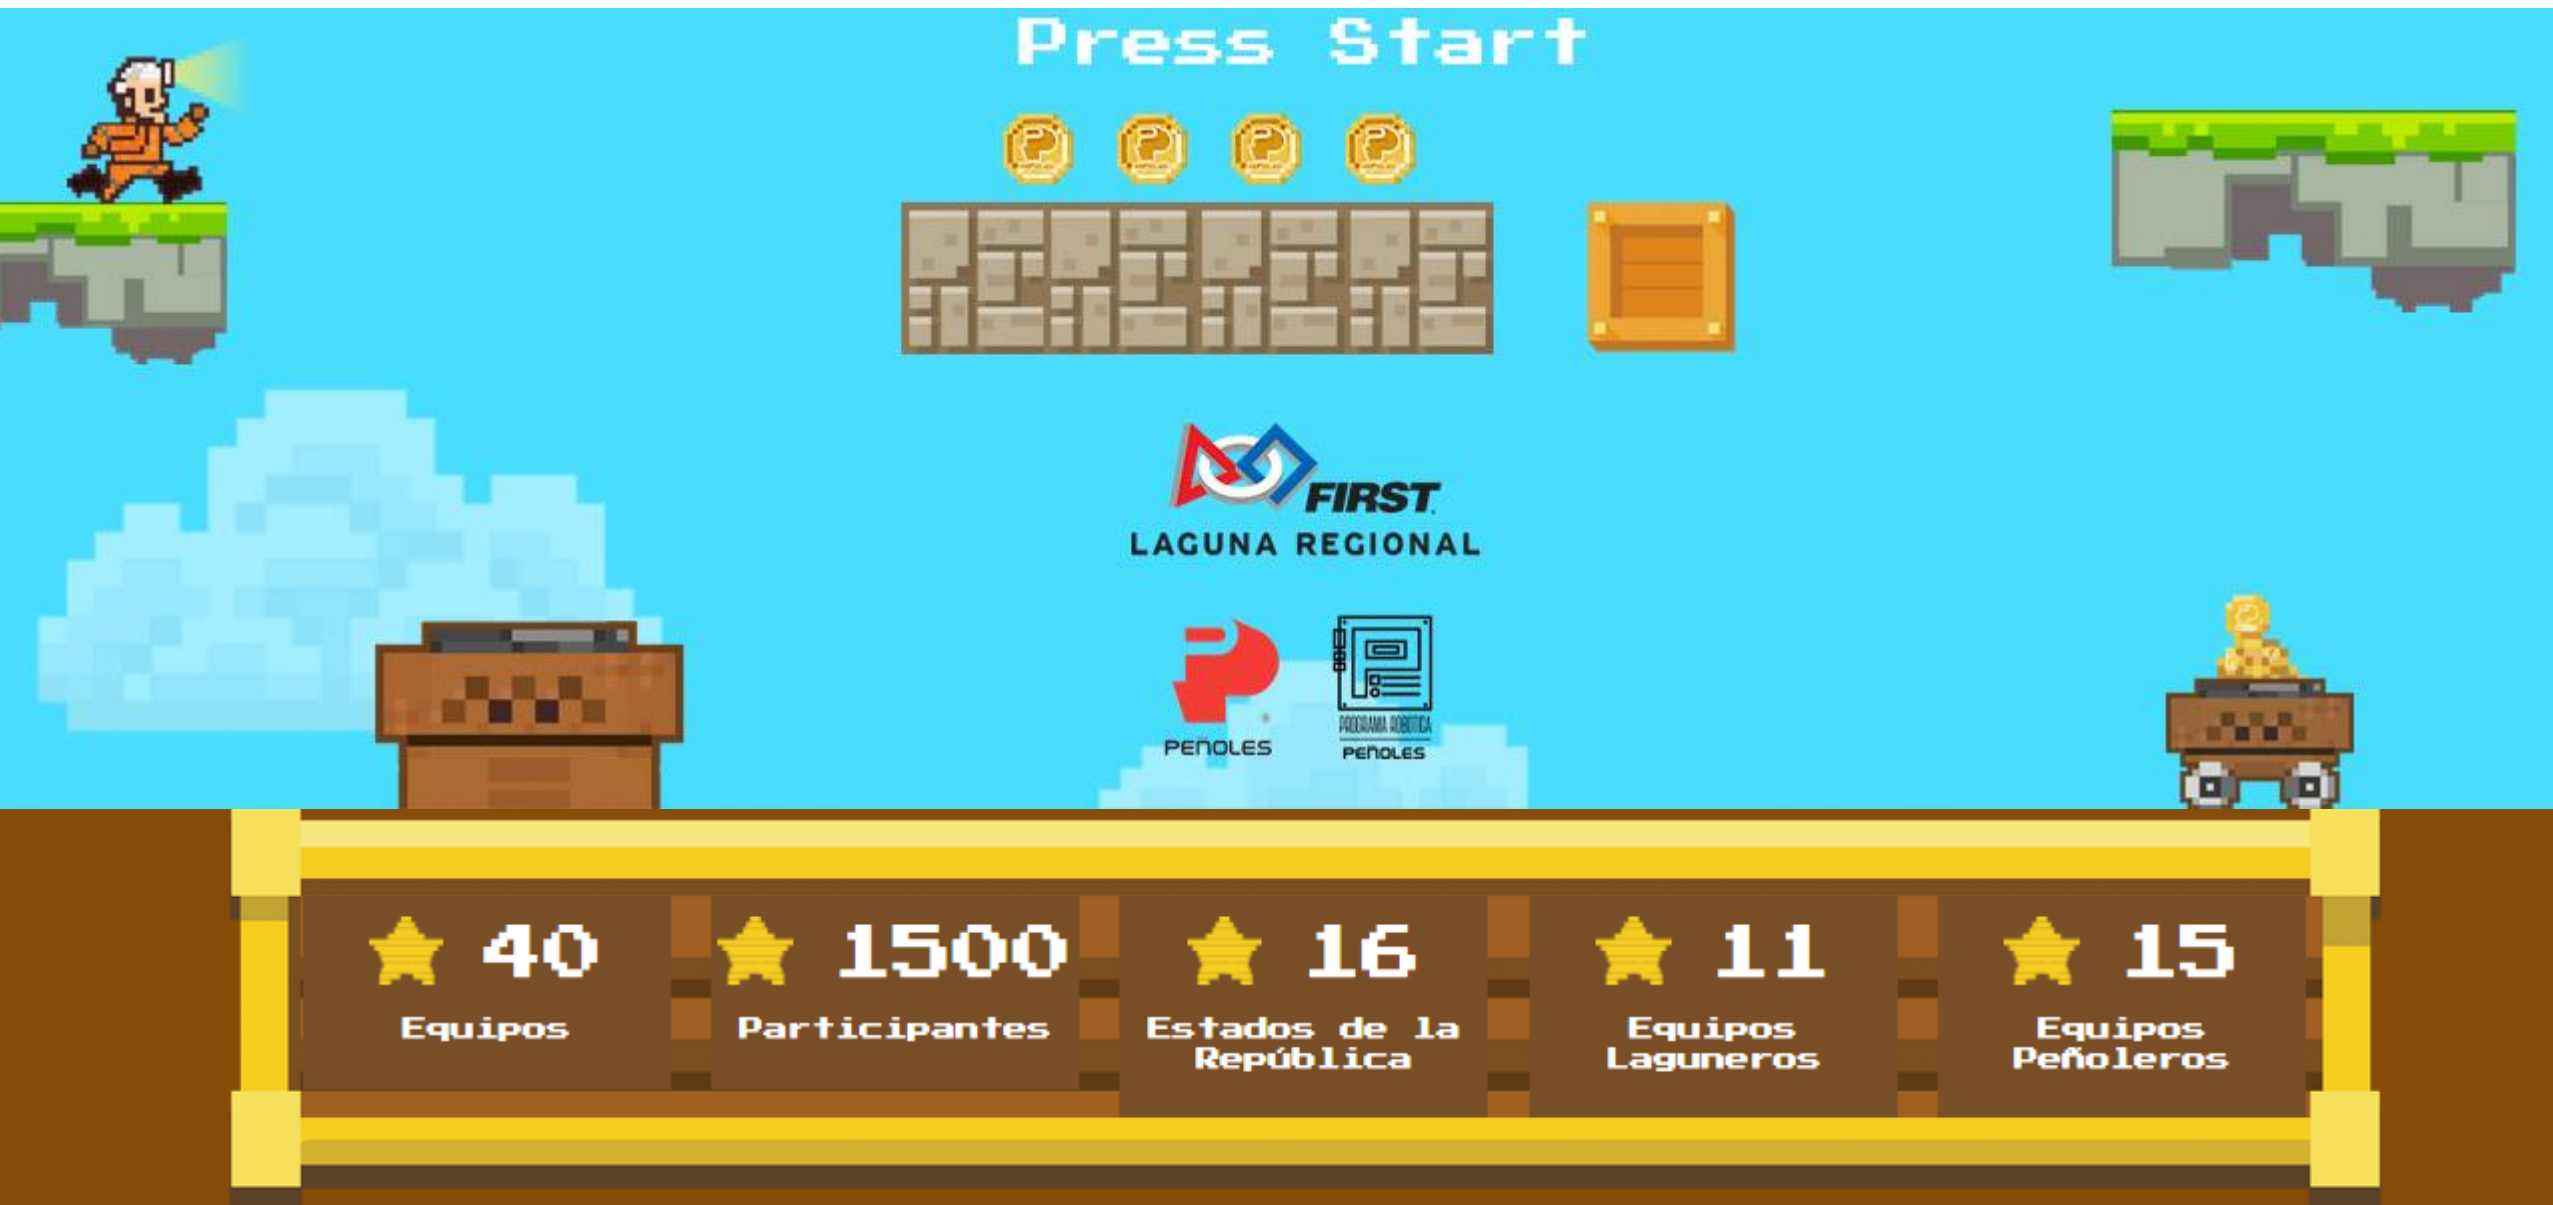 Press Start
FIRST
LAGUNA REGIONAL
PEÑOLES
PROGRAMA ROBOTICA
PEÑOLES
40
Equipos
1500
Participantes
16
Estados de la
República
11
Equipos
Laguneros
15
Equipos
Peñoleros